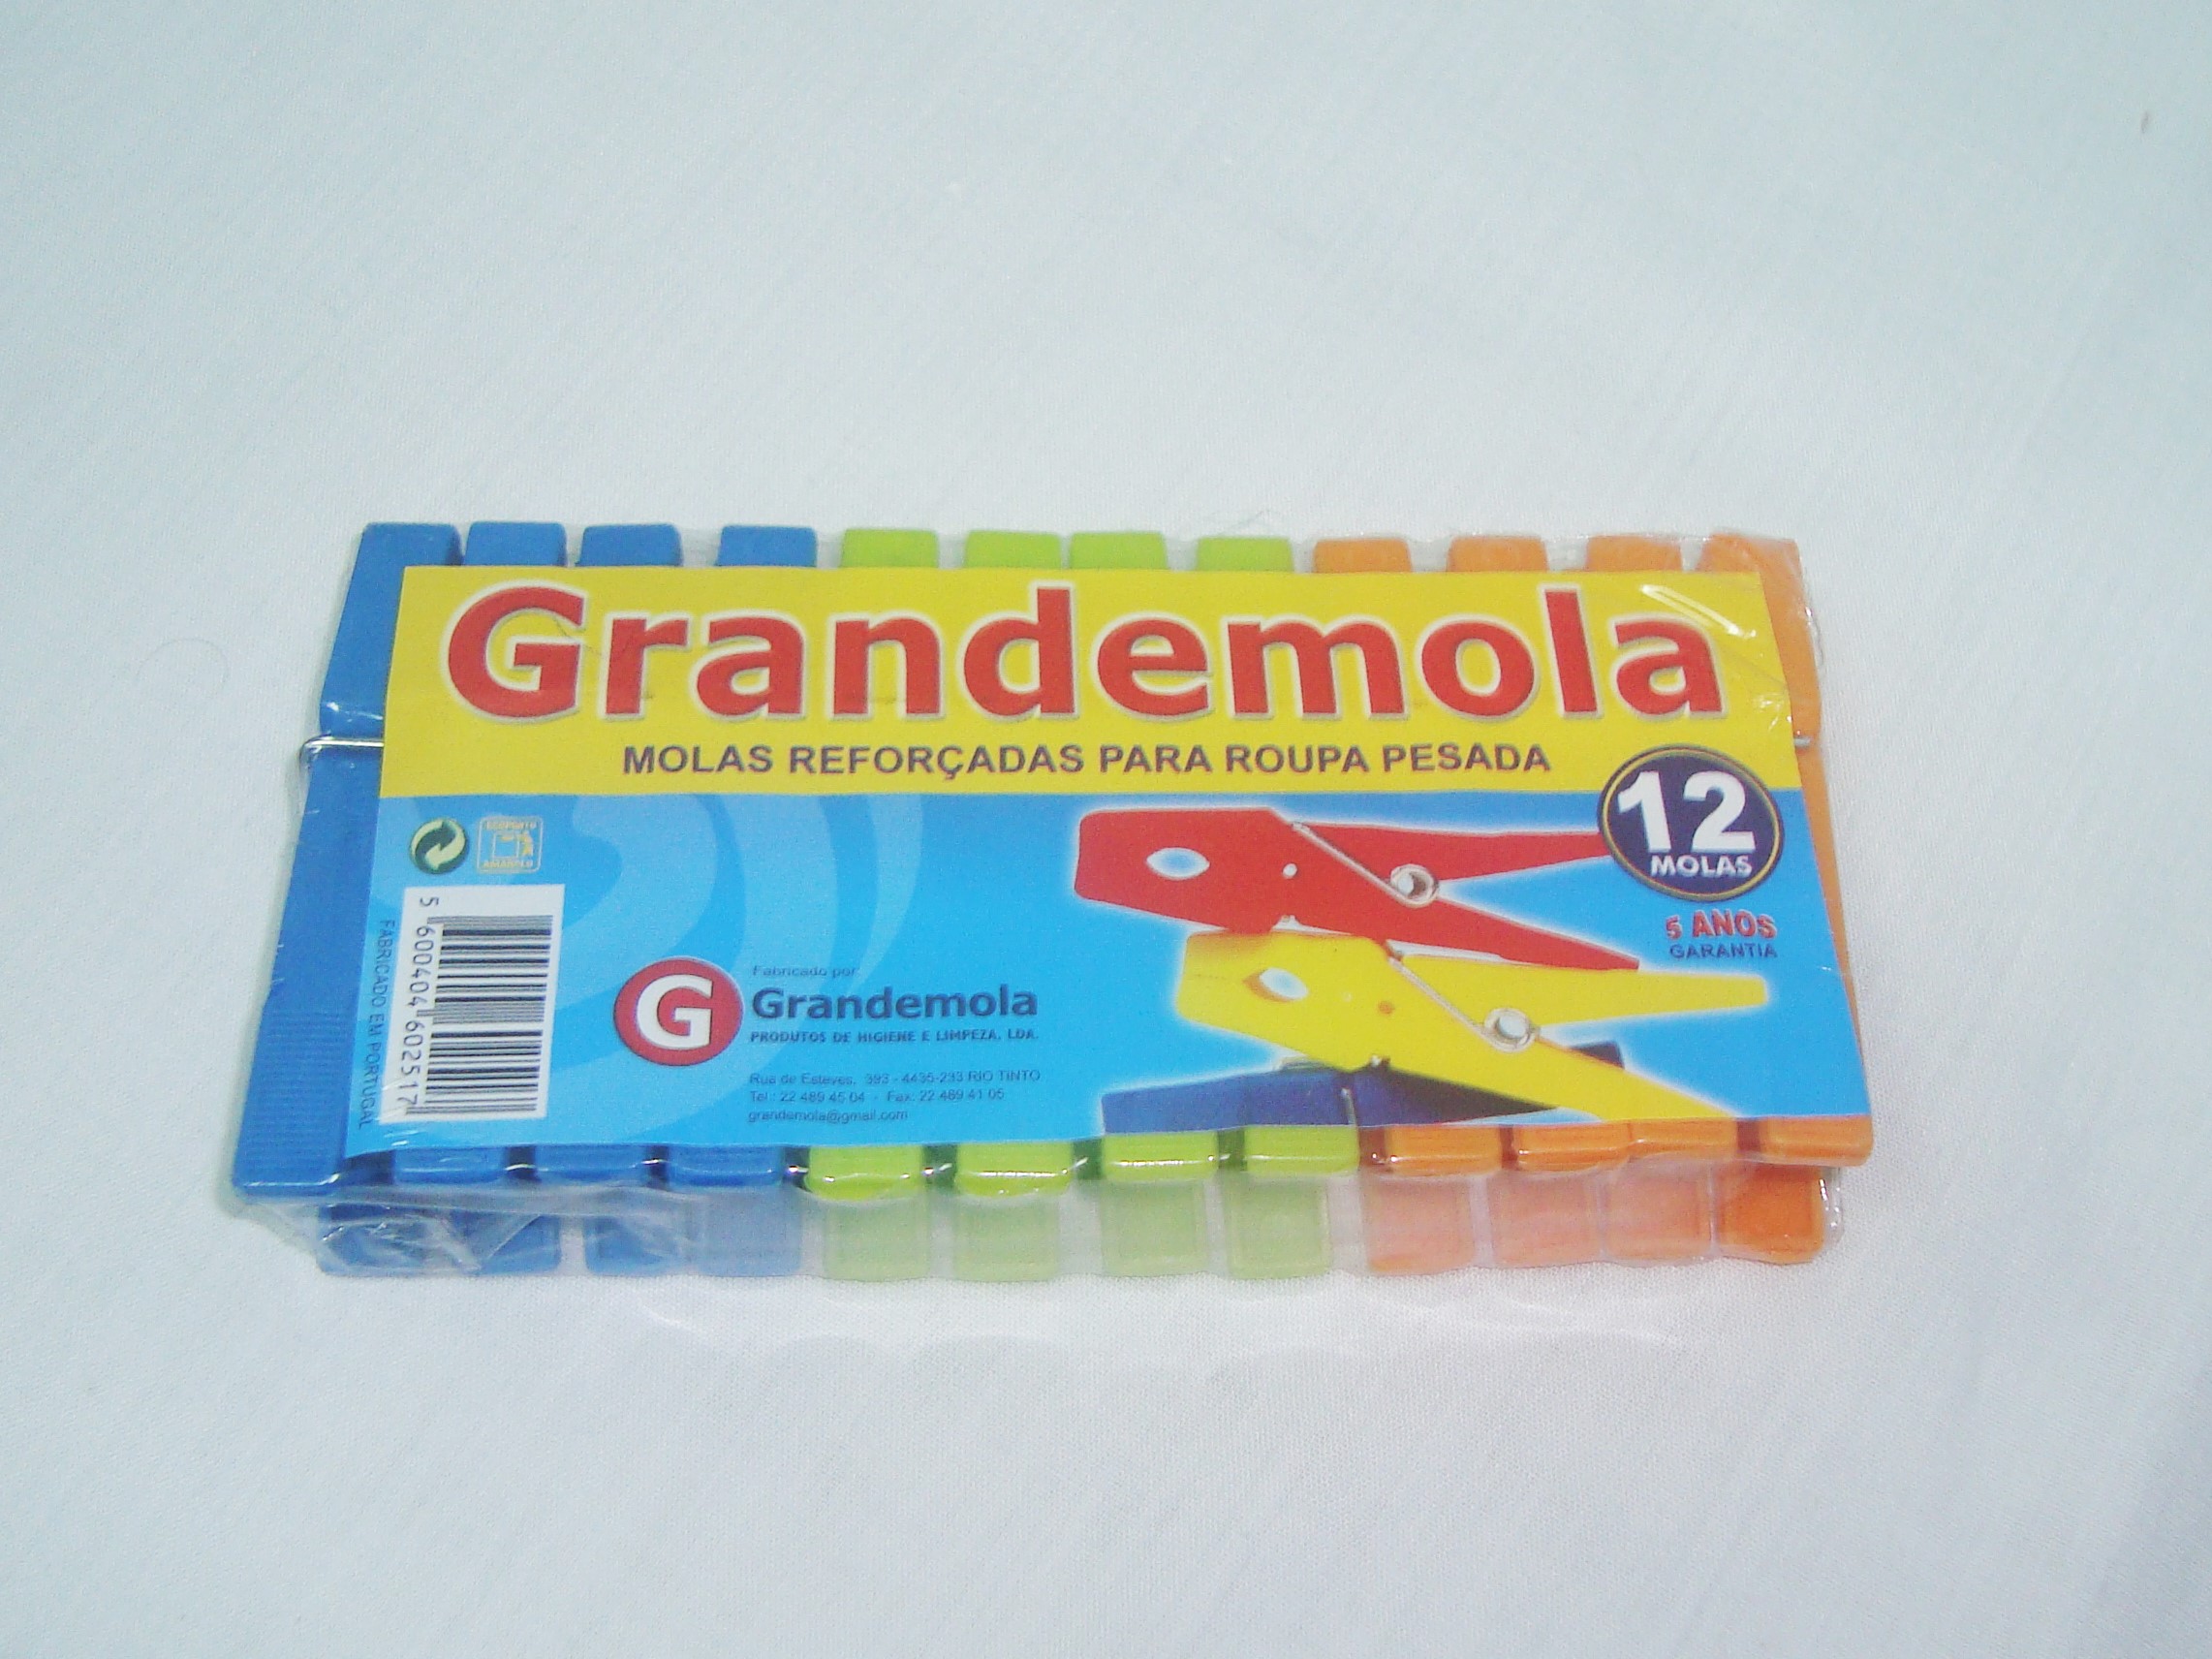 Grandemola
MOLAS REFORÇADAS PARA ROUPA PESADA
12
MOLAS
5 ANOS
GARANTIA
ECOPONTO
AMARELO
5 600404 602517
FABRICADO EM PORTUGAL
G
Fabricado por:
Grandemola
PRODUTOS DE HIGIENE E LIMPEZA, LDA.
Rua de Esteves, 393 - 4435-233 RIO TINTO
Tel.: 22 489 45 04 - Fax: 22 489 41 05
grandemola@gmail.com